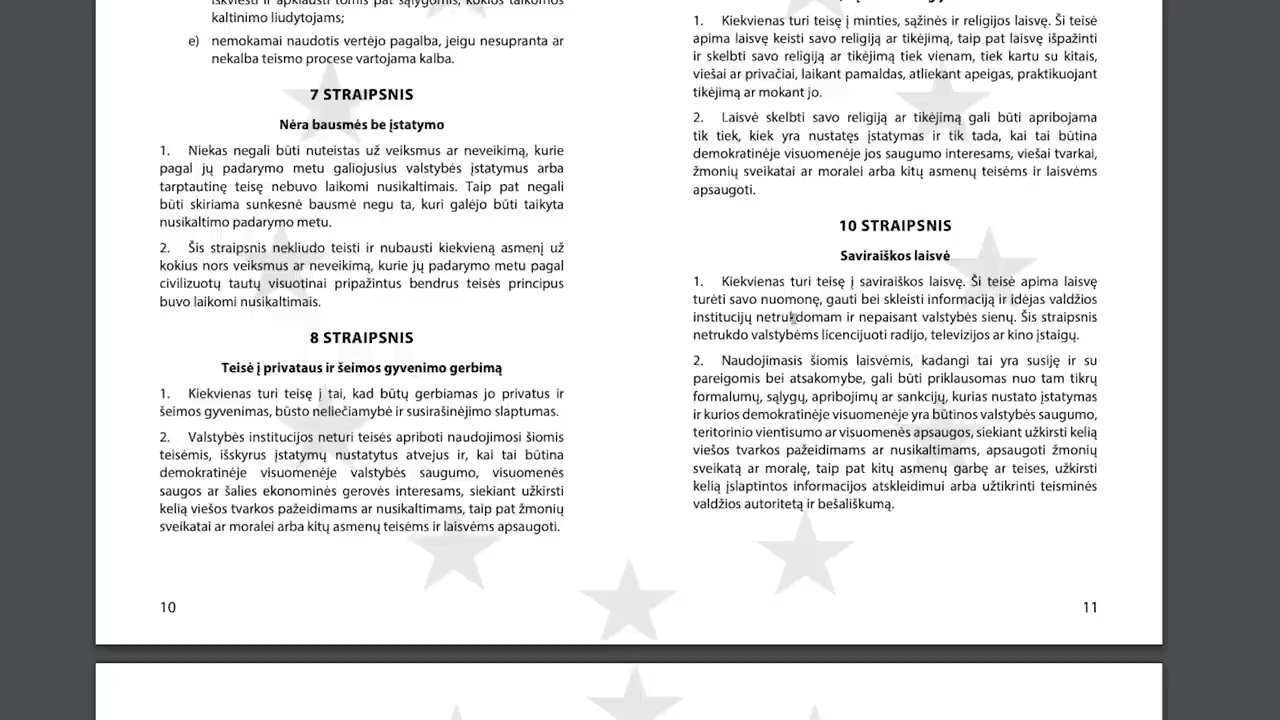 iškviesti ir apklausti tomis pat sąlygomis, kokios taikomos
kaltinimo liudytojams;
e) nemokamai naudotis vertėjo pagalba, jeigu nesupranta ar
nekalba teismo procese vartojama kalba.
7 STRAIPSNIS
Nėra bausmės be įstatymo
1. Niekas negali būti nuteistas už veiksmus ar neveikimą, kurie
pagal jų padarymo metu galiojusius valstybės įstatymus arba
tarptautinę teisę nebuvo laikomi nusikaltimais. Taip pat negali
būti skiriama sunkesnė bausmė negu ta, kuri galėjo būti taikyta
nusikaltimo padarymo metu.
2. Šis straipsnis nekliudo teisti ir nubausti kiekvieną asmenį už
kokius nors veiksmus ar neveikimą, kurie jų padarymo metu pagal
civilizuotų tautų visuotinai pripažintus bendrus teisės principus
buvo laikomi nusikaltimais.
8 STRAIPSNIS
Teisė į privataus ir šeimos gyvenimo gerbimą
1. Kiekvienas turi teisę į tai, kad būtų gerbiamas jo privatus ir
šeimos gyvenimas, būsto neliečiamybė ir susirašinėjimo slaptumas.
2. Valstybės institucijos neturi teisės apriboti naudojimosi šiomis
teisėmis, išskyrus įstatymų nustatytus atvejus ir, kai tai būtina
demokratinėje visuomenėje valstybės saugumo, visuomenės
saugos ar šalies ekonominės gerovės interesams, siekiant užkirsti
kelią viešos tvarkos pažeidimams ar nusikaltimams, taip pat žmonių
sveikatai ar moralei arba kitų asmenų teisėms ir laisvėms apsaugoti.
10
1. Kiekvienas turi teisę į minties, sąžinės ir religijos laisvę. Ši teisė
apima laisvę keisti savo religiją ar tikėjimą, taip pat laisvę išpažinti
ir skelbti savo religiją ar tikėjimą tiek vienam, tiek kartu su kitais,
viešai ar privačiai, laikant pamaldas, atliekant apeigas, praktikuojant
tikėjimą ar mokant jo.
2. Laisvė skelbti savo religiją ar tikėjimą gali būti apribojama
tik tiek, kiek yra nustatęs įstatymas ir tik tada, kai tai būtina
demokratinėje visuomenėje jos saugumo interesams, viešai tvarkai,
žmonių sveikatai ar moralei arba kitų asmenų teisėms ir laisvėms
apsaugoti.
10 STRAIPSNIS
Saviraiškos laisvė
1. Kiekvienas turi teisę į saviraiškos laisvę. Ši teisė apima laisvę
turėti savo nuomonę, gauti bei skleisti informaciją ir idėjas valdžios
institucijų netrukdomam ir nepaisant valstybės sienų. Šis straipsnis
netrukdo valstybėms licencijuoti radijo, televizijos ar kino įstaigų.
2. Naudojimasis šiomis laisvėmis, kadangi tai yra susiję ir su
pareigomis bei atsakomybe, gali būti priklausomas nuo tam tikrų
formalumų, sąlygų, apribojimų ar sankcijų, kurias nustato įstatymas
ir kurios demokratinėje visuomenėje yra būtinos valstybės saugumo,
teritorinio vientisumo ar visuomenės apsaugos, siekiant užkirsti kelią
viešos tvarkos pažeidimams ar nusikaltimams, apsaugoti žmonių
sveikatą ar moralę, taip pat kitų asmenų garbę ar teises, užkirsti
kelią įslaptintos informacijos atskleidimui arba užtikrinti teisminės
valdžios autoritetą ir bešališkumą.
11